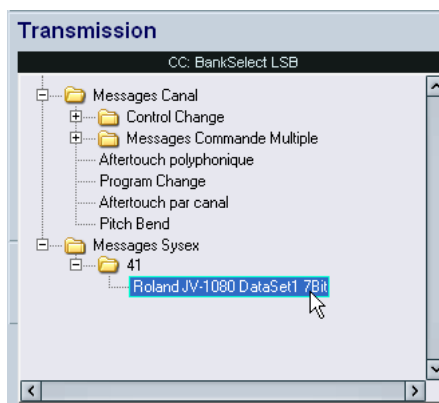 Transmission
CC: BankSelect LSB
Messages Canal
Control Change
Messages Commande Multiple
Aftertouch polyphonique
Program Change
Aftertouch par canal
Pitch Bend
Messages Sysex
41
Roland JV-1080 DataSet1 7Bit